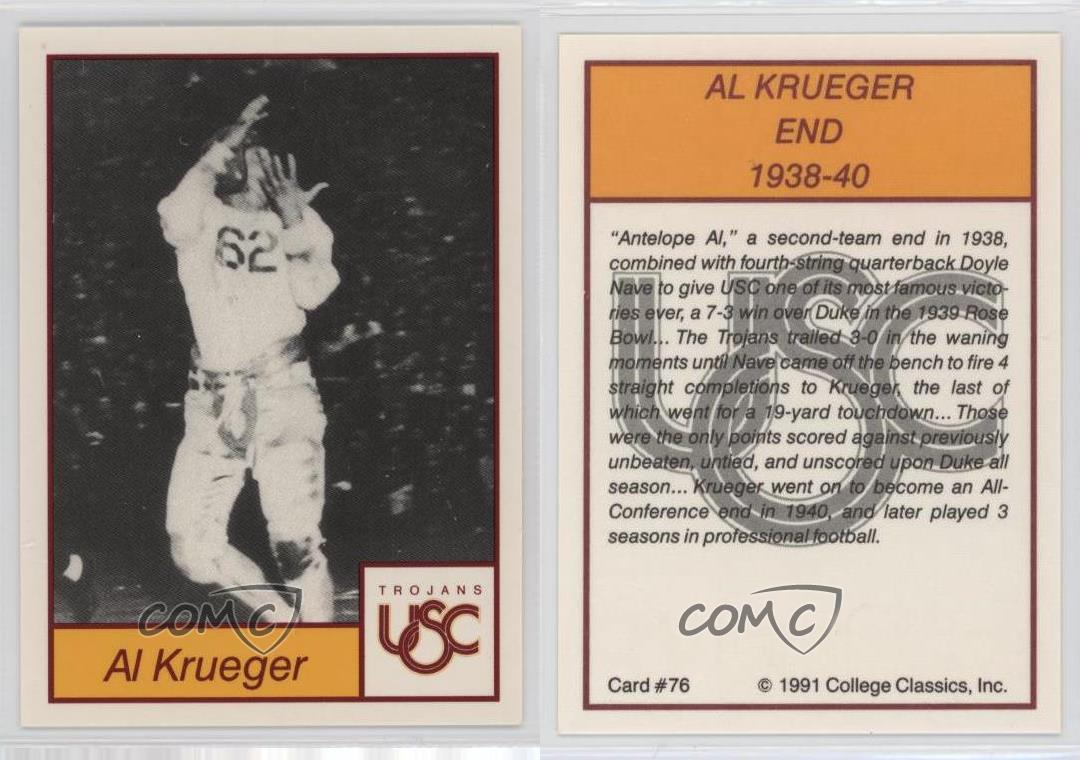 62
TROJANS
USC
Al Krueger
COMC
AL KRUEGER
END
1938-40
“Antelope Al,” a second-team end in 1938,
combined with fourth-string quarterback Doyle
Nave to give USC one of its most famous victo-
ries ever, a 7-3 win over Duke in the 1939 Rose
Bowl... The Trojans trailed 3-0 in the waning
moments until Nave came off the bench to fire 4
straight completions to Krueger, the last of
which went for a 19-yard touchdown... Those
were the only points scored against previously
unbeaten, untied, and unscored upon Duke all
season... Krueger went on to become an All-
Conference end in 1940, and later played 3
seasons in professional football.
USC
COMC
Card #76 © 1991 College Classics, Inc.